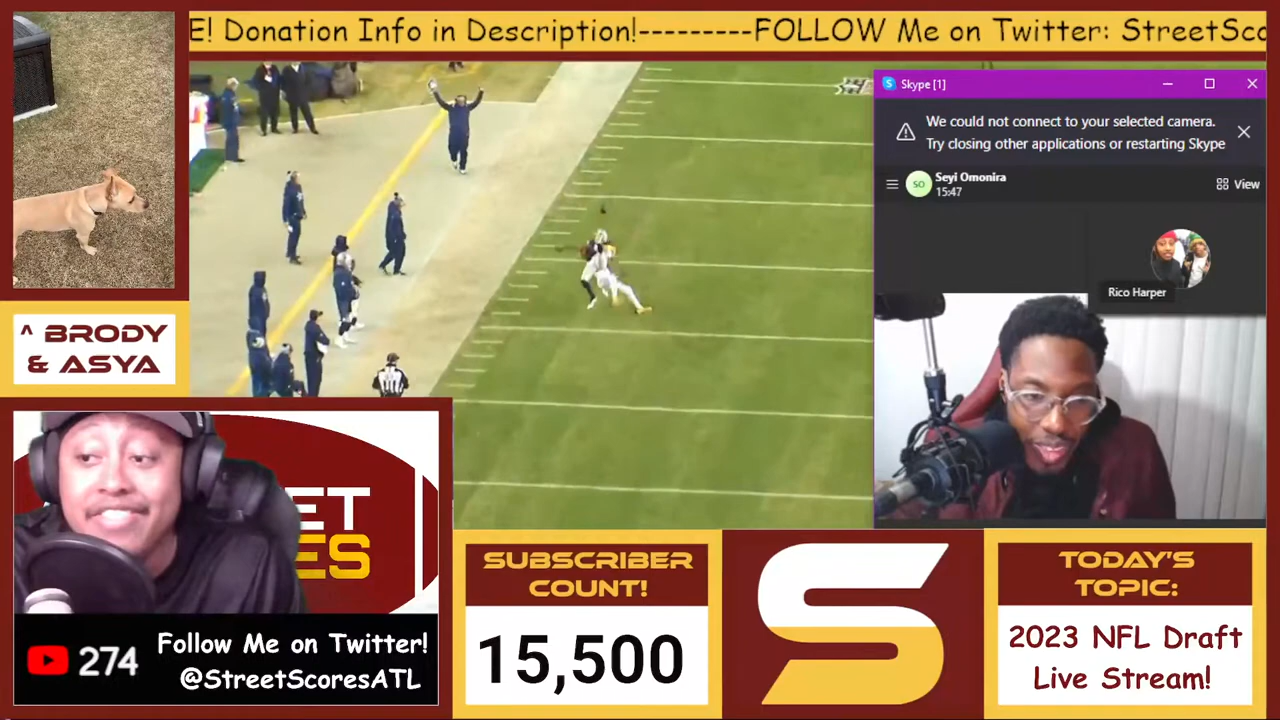 E! Donation Info in Description!---------FOLLOW Me on Twitter: StreetSco
Skype [1]
We could not connect to your selected camera.
Try closing other applications or restarting Skype
SO
Seyi Omonira
15:47
View
Rico Harper
^ BRODY
& ASYA
ET
ES
274
Follow Me on Twitter!
@StreetScoresATL
SUBSCRIBER
COUNT!
15,500
S
TODAY'S
TOPIC:
2023 NFL Draft
Live Stream!